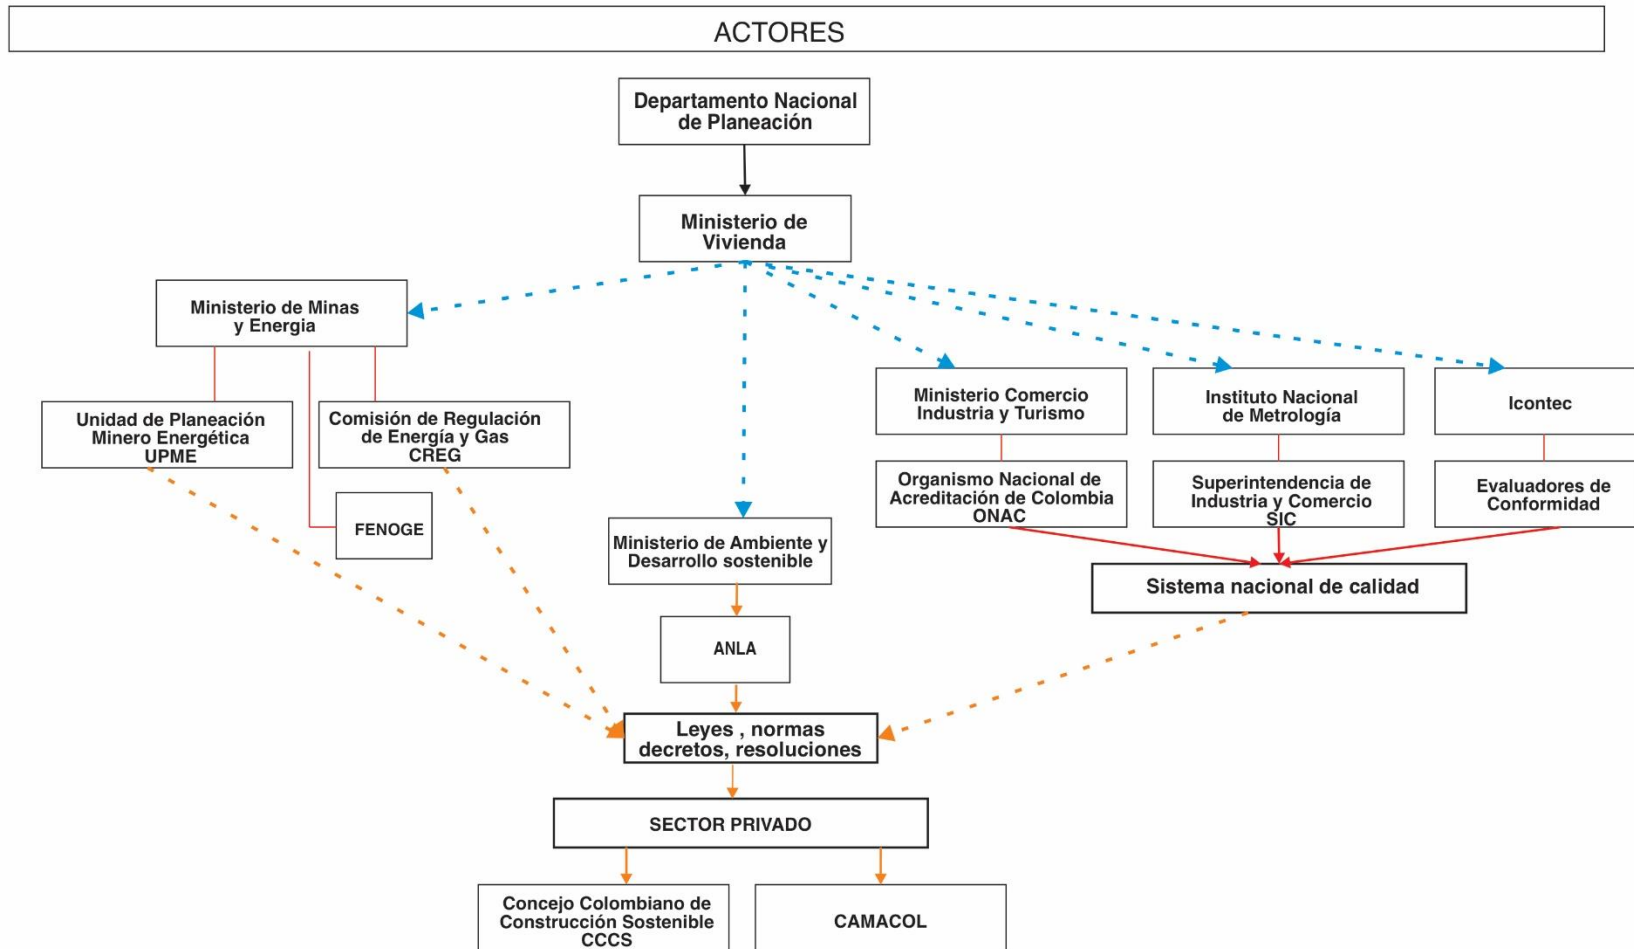 ACTORES
Departamento Nacional
de Planeación
Ministerio de
Vivienda
Ministerio de Minas
y Energia
Unidad de Planeación
Minero Energética
UPME
Comisión de Regulación
de Energía y Gas
CREG
FENOGE
Ministerio de Ambiente y
Desarrollo sostenible
ANLA
Ministerio Comercio
Industria y Turismo
Instituto Nacional
de Metrología
Icontec
Organismo Nacional de
Acreditación de Colombia
ONAC
Superintendencia de
Industria y Comercio
SIC
Evaluadores de
Conformidad
Sistema nacional de calidad
Leyes , normas
decretos, resoluciones
SECTOR PRIVADO
Concejo Colombiano de
Construcción Sostenible
CCCS
CAMACOL